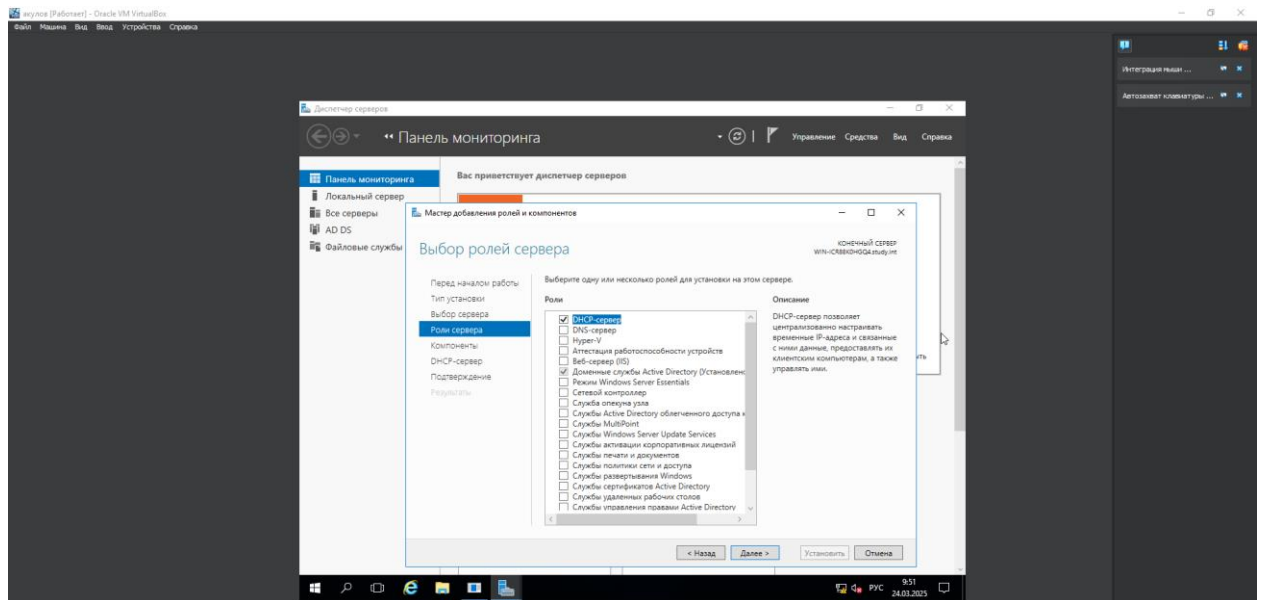 акулов [Работает] - Oracle VM VirtualBox
Файл Машина Вид Ввод Устройства Справка
Интеграция мыши ...
Автозахват клавиатуры ...
Диспетчер серверов
Панель мониторинга
Управление Средства Вид Справка
Панель мониторинга
Локальный сервер
Все серверы
AD DS
Файловые службы
Вас приветствует диспетчер серверов
Мастер добавления ролей и компонентов
Выбор ролей сервера
КОНЕЧНЫЙ СЕРВЕР
Перед началом работы
Тип установки
Выбор сервера
Роли сервера
Компоненты
DHCP-сервер
Подтверждение
Результаты
Выберите одну или несколько ролей для установки на этом сервере.
Роли
DHCP-сервер
DNS-сервер
Hyper-V
Аттестация работоспособности устройств
Веб-сервер (IIS)
Доменные службы Active Directory (Установлено
Режим Windows Server Essentials
Сетевой контроллер
Служба опекуна узла
Службы Active Directory облегченного доступа к
Службы MultiPoint
Службы Windows Server Update Services
Службы активации корпоративных лицензий
Службы печати и документов
Службы политики сети и доступа
Службы развертывания Windows
Службы сертификатов Active Directory
Службы удаленных рабочих столов
Службы управления правами Active Directory
Описание
DHCP-сервер позволяет
централизованно настраивать
временные IP-адреса и связанные
с ними данные, предоставлять их
клиентским компьютерам, а также
управлять ими.
ить
< Назад Далее > Установить Отмена
РУС 9:51
24.03.2025